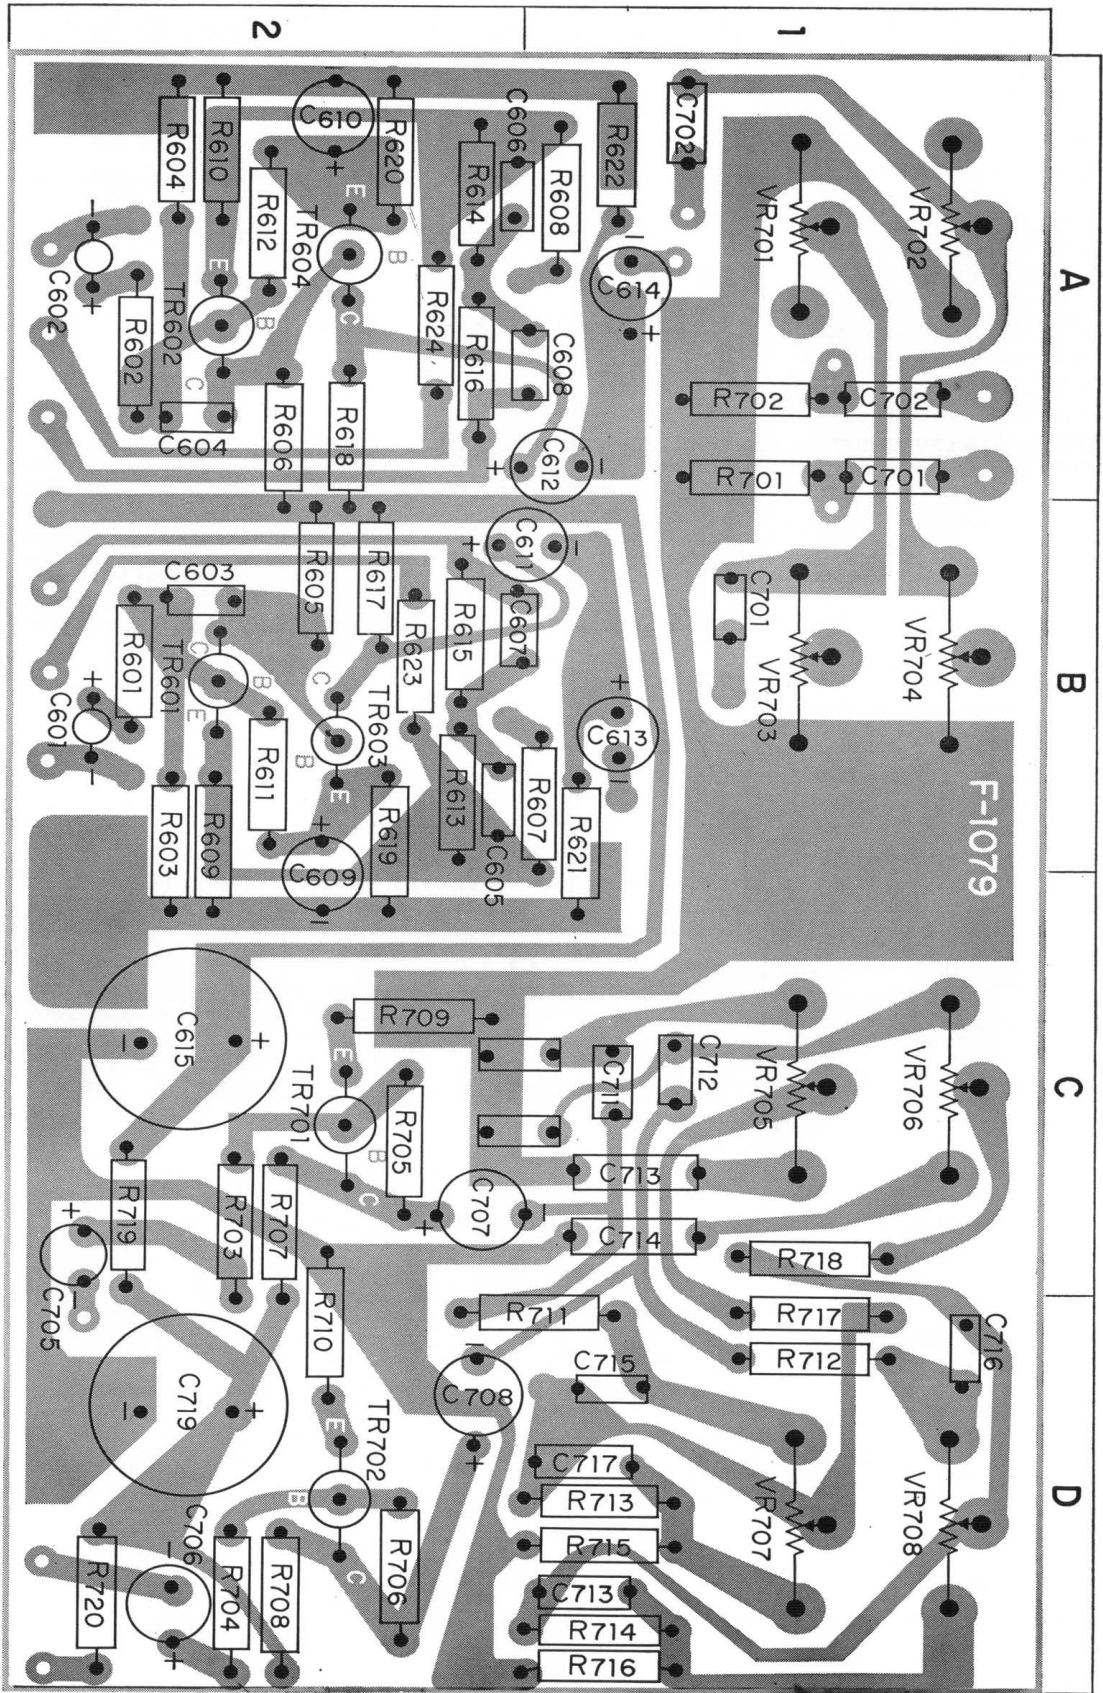 2
1
A
B
C
D
F-1079
R604
R610
C610
R620
R612
TR604
E
B
C
R614
C606
R608
R622
C702
VR701
VR702
-
+
C602
R602
TR602
E
B
C
C604
R606
R618
R624
R616
C608
- C614 +
+ C612 -
R702
C702
R701
C701
+ C611 -
C603
R605
R617
R623
R615
C607
C701
VR703
VR704
R601
TR601
C
B
E
C
TR603
B
E
+
C601
-
R611
+ C609 -
R603
R609
R619
R613
C605
R607
R621
+ C613 -
- C615 +
R709
E
TR701
B
C
R705
C711
C712
VR705
VR706
C713
+ C707 -
C714
R718
R719
R703
R707
+ C705 -
R710
R711
R717
R712
C716
C715
- C719 +
- C708 +
E
TR702
B
C
C717
R713
R715
C713
R714
R716
VR707
VR708
R720
- C706 +
R704
R708
R706